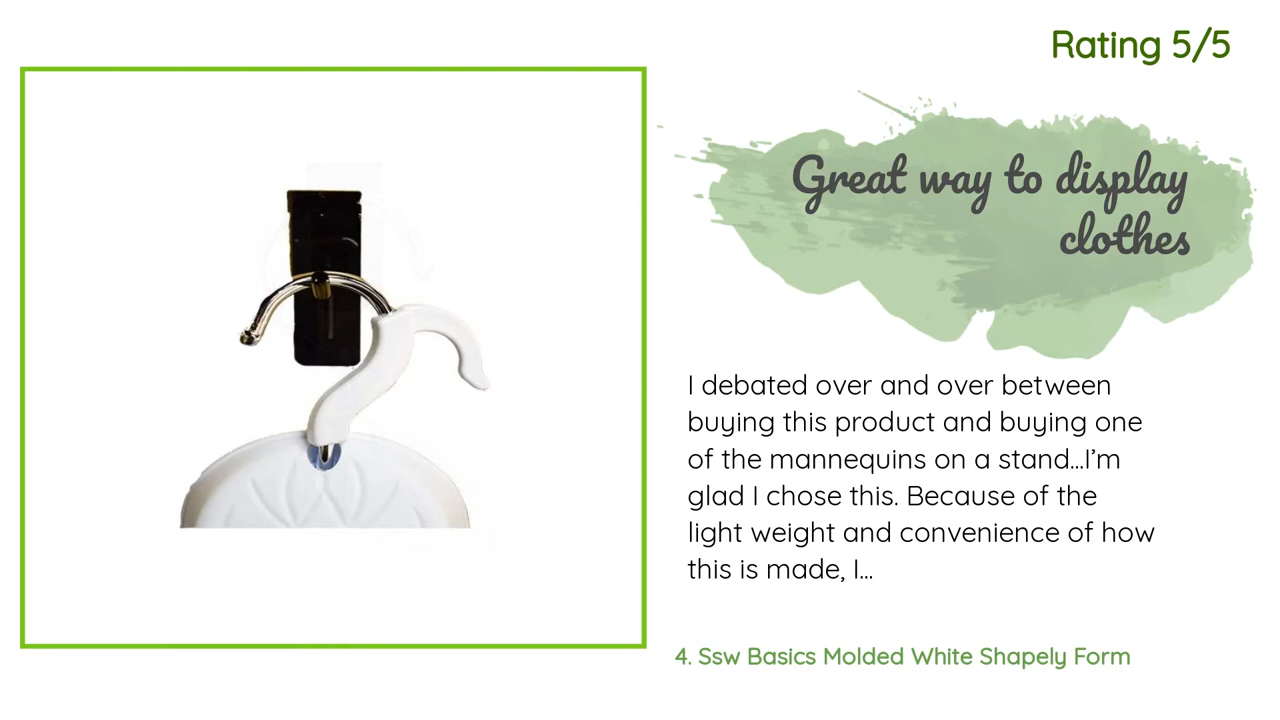 Rating 5/5
Great way to display
clothes
I debated over and over between
buying this product and buying one
of the mannequins on a stand...I’m
glad I chose this. Because of the
light weight and convenience of how
this is made, I...
4. Ssw Basics Molded White Shapely Form